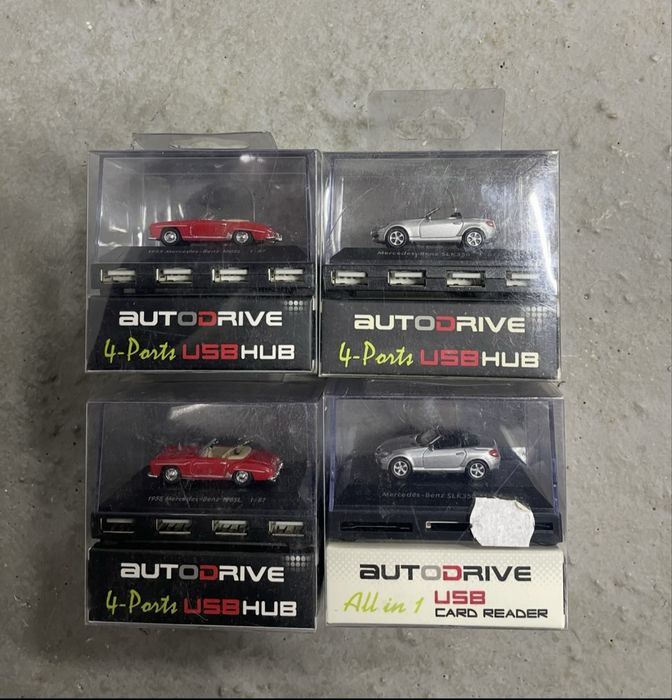 1955 Mercedes-Benz 190SL 1:87
AUTODRIVE
4-Ports USB HUB
Mercedes-Benz SLK350
AUTODRIVE
4-Ports USB HUB
1955 Mercedes-Benz 190SL 1:87
AUTODRIVE
4-Ports USB HUB
Mercedes-Benz SLK350
AUTODRIVE
All in 1 USB
CARD READER